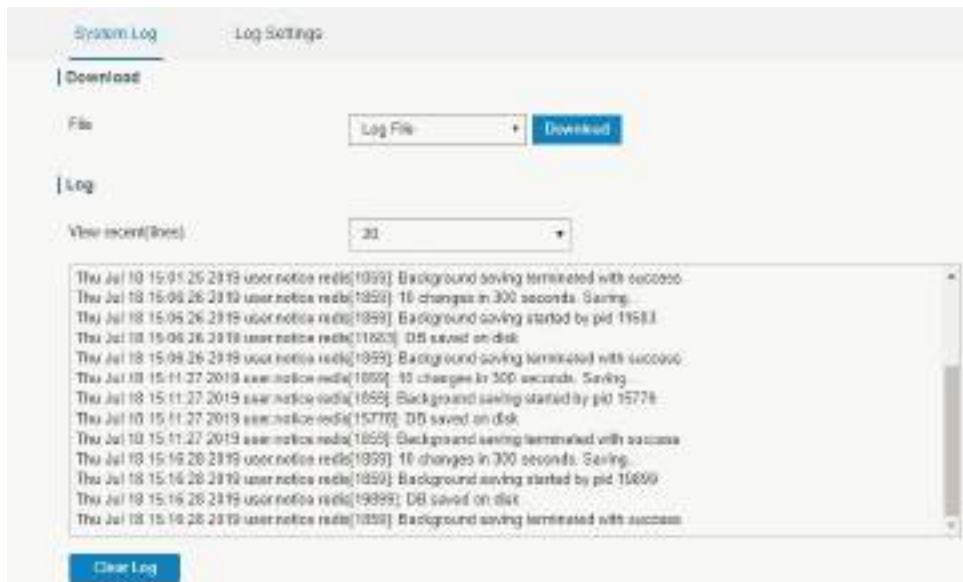 System Log Log Settings
Download
File Log File Download
Log
View recent(lines) 20
Thu Jul 18 15:01:25 2019 user.notice redis[1859]: Background saving terminated with success
Thu Jul 18 15:06:26 2019 user.notice redis[1859]: 10 changes in 300 seconds. Saving...
Thu Jul 18 15:06:26 2019 user.notice redis[1859]: Background saving started by pid 11683
Thu Jul 18 15:06:26 2019 user.notice redis[11683]: DB saved on disk
Thu Jul 18 15:06:26 2019 user.notice redis[1859]: Background saving terminated with success
Thu Jul 18 15:11:27 2019 user.notice redis[1859]: 10 changes in 300 seconds. Saving...
Thu Jul 18 15:11:27 2019 user.notice redis[1859]: Background saving started by pid 15778
Thu Jul 18 15:11:27 2019 user.notice redis[15778]: DB saved on disk
Thu Jul 18 15:11:27 2019 user.notice redis[1859]: Background saving terminated with success
Thu Jul 18 15:16:28 2019 user.notice redis[1859]: 10 changes in 300 seconds. Saving...
Thu Jul 18 15:16:28 2019 user.notice redis[1859]: Background saving started by pid 19899
Thu Jul 18 15:16:28 2019 user.notice redis[19899]: DB saved on disk
Thu Jul 18 15:16:28 2019 user.notice redis[1859]: Background saving terminated with success
Clear Log